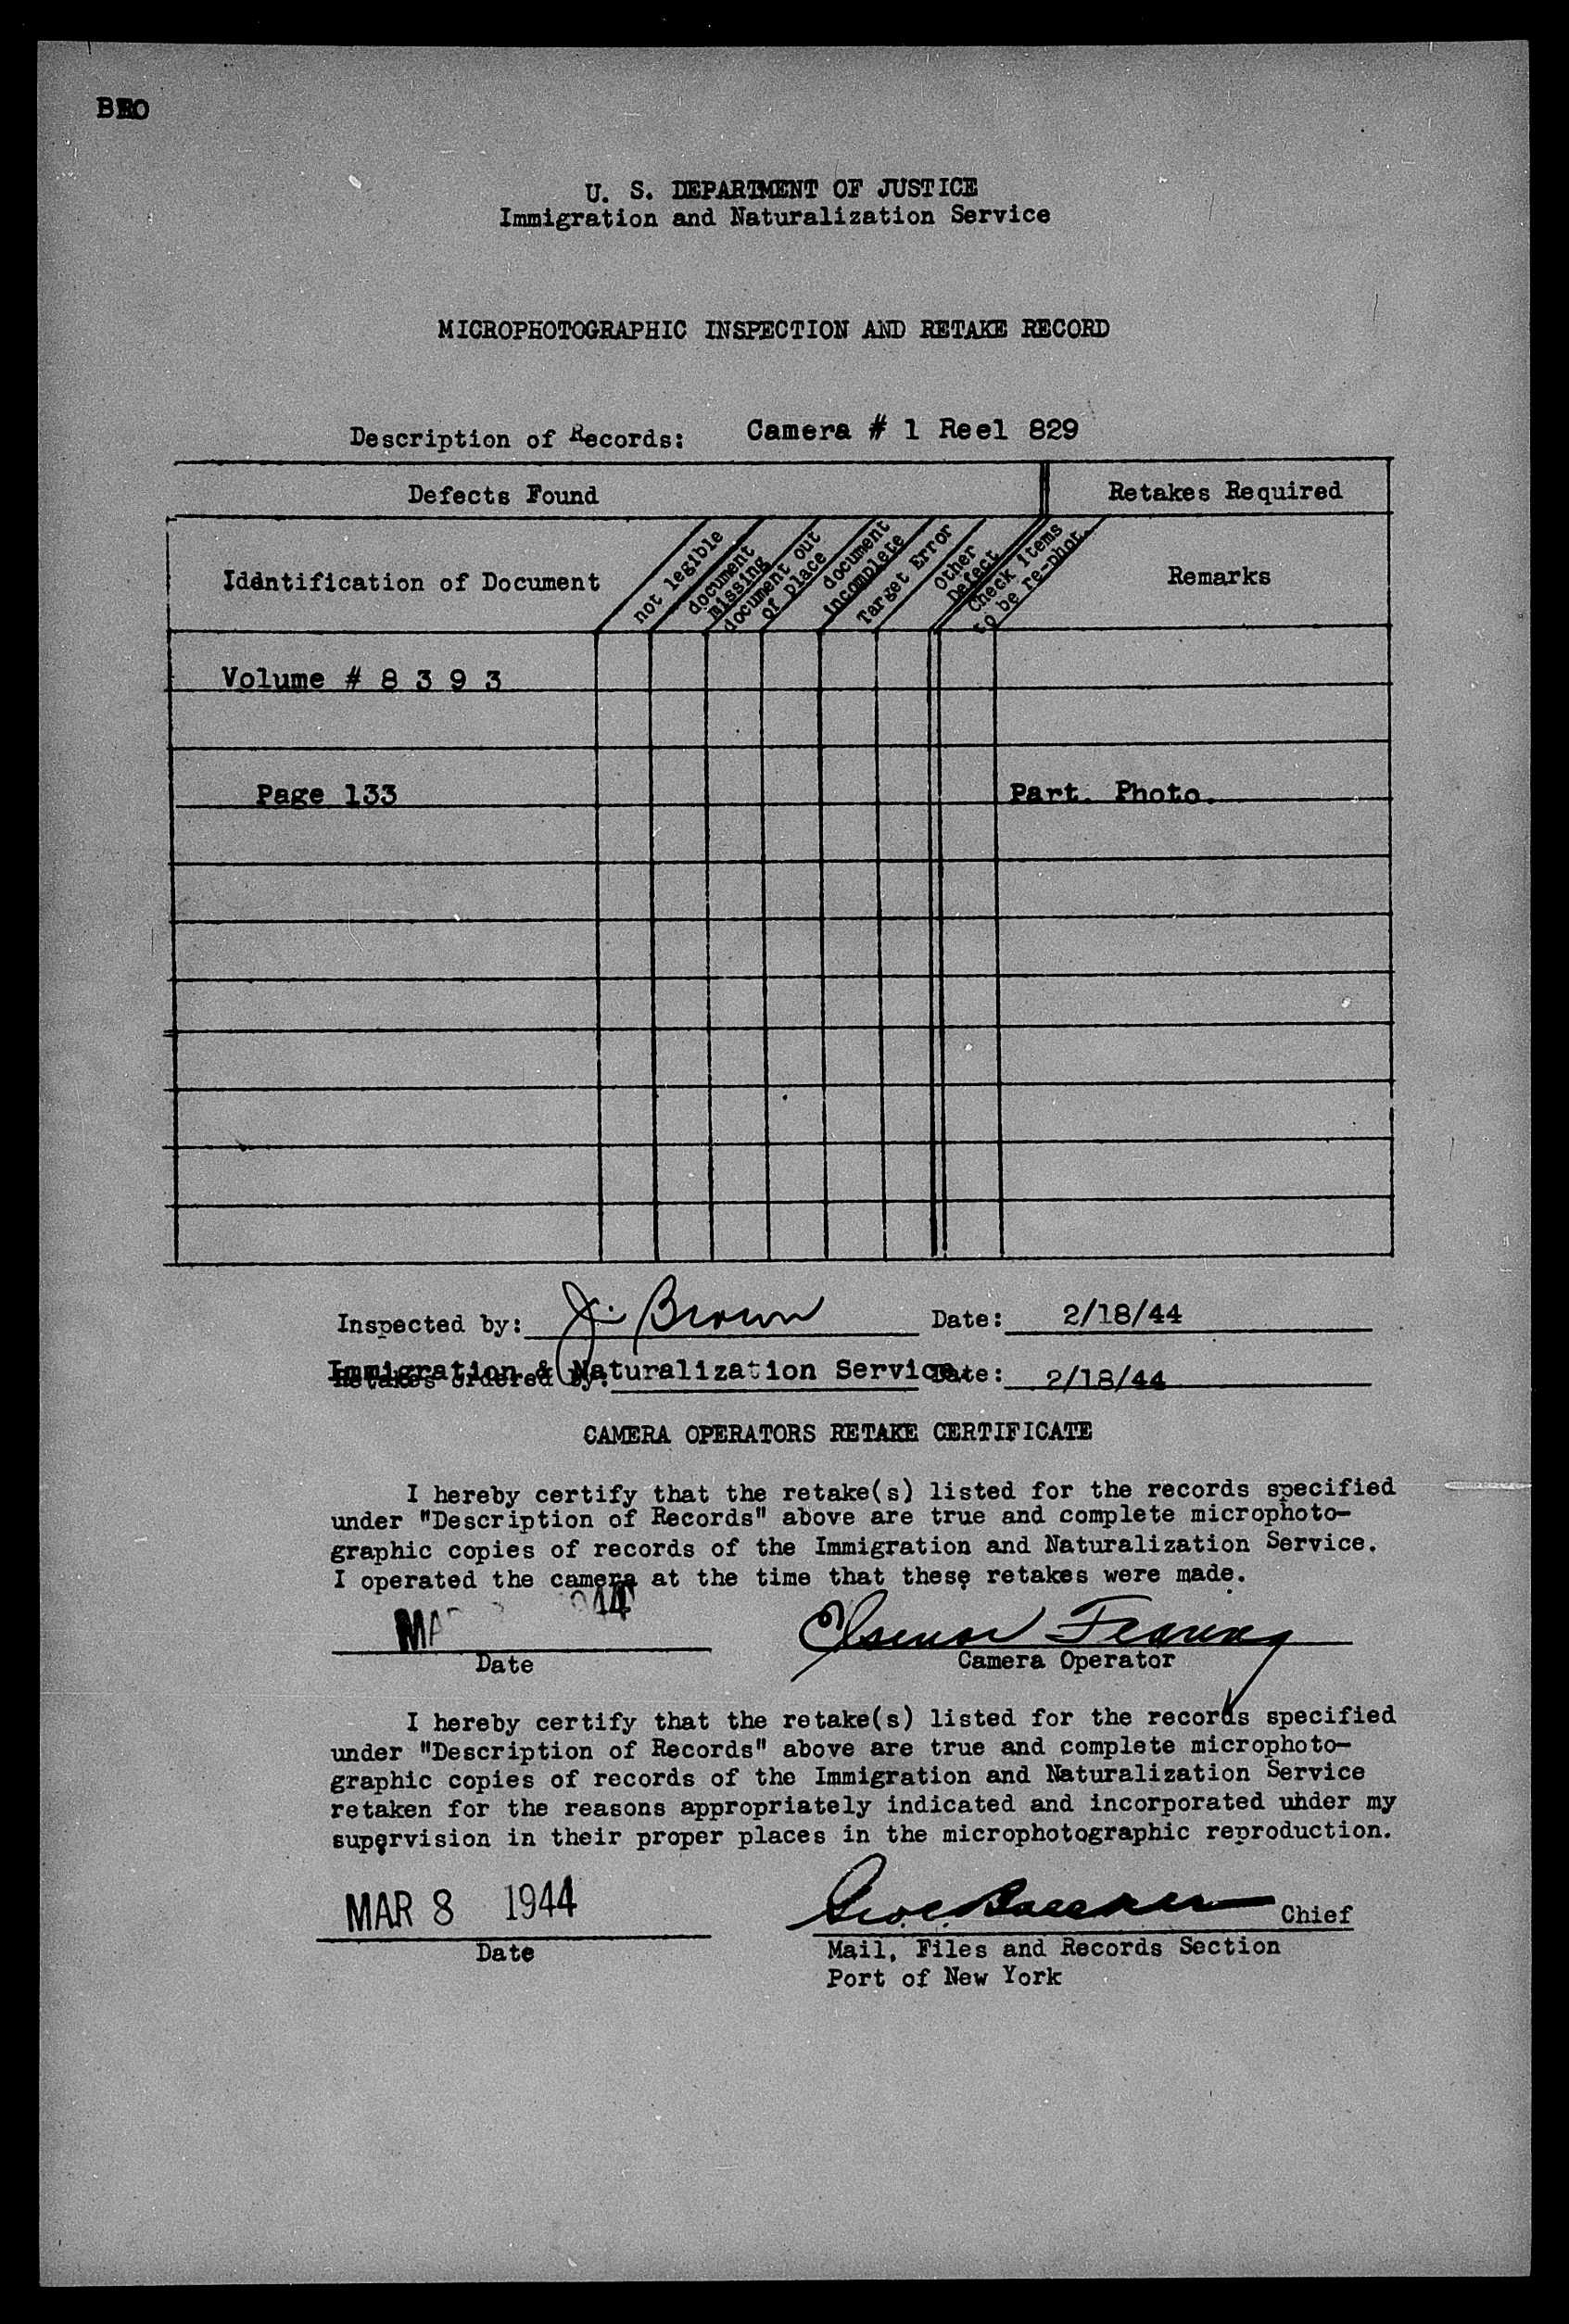 U. S. DEPARTMENT OF JUSTICE
Immigration and Naturalization Service
MICROPHOTOGRAPHIC INSPECTION AND RETAKE RECORD
Description of Records: Camera # 1 Reel 829
Defects Found Retakes Required
Identification of Document
not legible
document missing
document out of place
document incomplete
Target Error
Other Defect
Check items to be re-phot.
Remarks
Volume # 8 3 9 3
Page 133 Part. Photo.
Inspected by: J. Brown Date: 2/18/44
Immigration & Naturalization Service
Retakes ordered by: Date: 2/18/44
CAMERA OPERATORS RETAKE CERTIFICATE
I hereby certify that the retake(s) listed for the records specified
under "Description of Records" above are true and complete microphoto-
graphic copies of records of the Immigration and Naturalization Service.
I operated the camera at the time that these retakes were made.
Date Camera Operator
I hereby certify that the retake(s) listed for the records specified
under "Description of Records" above are true and complete microphoto-
graphic copies of records of the Immigration and Naturalization Service
retaken for the reasons appropriately indicated and incorporated under my
supervision in their proper places in the microphotographic reproduction.
MAR 8 1944 Chief
Date Mail, Files and Records Section
Port of New York